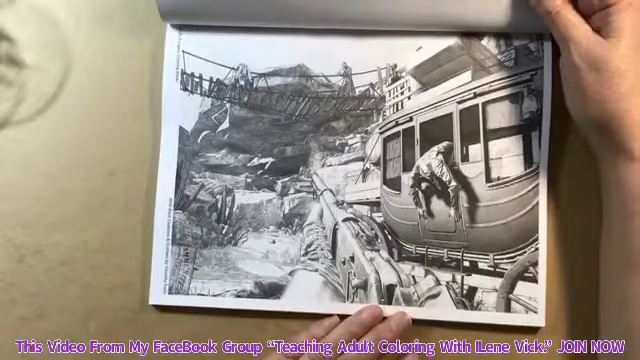 This Video From My FaceBook Group “Teaching Adult Coloring With ILene Vick” JOIN NOW